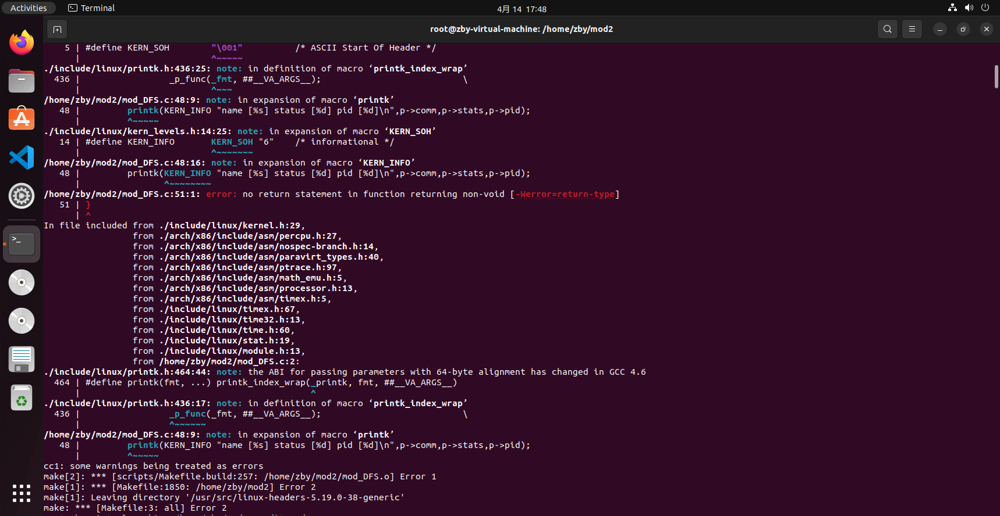 Activities
Terminal
4月 14 17:48
root@zby-virtual-machine: /home/zby/mod2
    5 | #define KERN_SOH        "\001"          /* ASCII Start Of Header */
      |                         ^~~~~~
./include/linux/printk.h:436:25: note: in definition of macro ‘printk_index_wrap’
  436 |                 _p_func(_fmt, ##__VA_ARGS__);                           \
      |                         ^~~~
/home/zby/mod2/mod_DFS.c:48:9: note: in expansion of macro ‘printk’
   48 |         printk(KERN_INFO "name [%s] status [%d] pid [%d]\n",p->comm,p->stats,p->pid);
      |         ^~~~~~
./include/linux/kern_levels.h:14:25: note: in expansion of macro ‘KERN_SOH’
   14 | #define KERN_INFO       KERN_SOH "6"    /* informational */
      |                         ^~~~~~~~
/home/zby/mod2/mod_DFS.c:48:16: note: in expansion of macro ‘KERN_INFO’
   48 |         printk(KERN_INFO "name [%s] status [%d] pid [%d]\n",p->comm,p->stats,p->pid);
      |                ^~~~~~~~~
/home/zby/mod2/mod_DFS.c:51:1: error: no return statement in function returning non-void [-Werror=return-type]
   51 | }
      | ^
In file included from ./include/linux/kernel.h:29,
                 from ./arch/x86/include/asm/percpu.h:27,
                 from ./arch/x86/include/asm/nospec-branch.h:14,
                 from ./arch/x86/include/asm/paravirt_types.h:40,
                 from ./arch/x86/include/asm/ptrace.h:97,
                 from ./arch/x86/include/asm/math_emu.h:5,
                 from ./arch/x86/include/asm/processor.h:13,
                 from ./arch/x86/include/asm/timex.h:5,
                 from ./include/linux/timex.h:67,
                 from ./include/linux/time32.h:13,
                 from ./include/linux/time.h:60,
                 from ./include/linux/stat.h:19,
                 from ./include/linux/module.h:13,
                 from /home/zby/mod2/mod_DFS.c:2:
./include/linux/printk.h:464:44: note: the ABI for passing parameters with 64-byte alignment has changed in GCC 4.6
  464 | #define printk(fmt, ...) printk_index_wrap(_printk, fmt, ##__VA_ARGS__)
      |                                            ^
./include/linux/printk.h:436:17: note: in definition of macro ‘printk_index_wrap’
  436 |                 _p_func(_fmt, ##__VA_ARGS__);                           \
      |                 ^~~~~~~
/home/zby/mod2/mod_DFS.c:48:9: note: in expansion of macro ‘printk’
   48 |         printk(KERN_INFO "name [%s] status [%d] pid [%d]\n",p->comm,p->stats,p->pid);
      |         ^~~~~~
cc1: some warnings being treated as errors
make[2]: *** [scripts/Makefile.build:257: /home/zby/mod2/mod_DFS.o] Error 1
make[1]: *** [Makefile:1850: /home/zby/mod2] Error 2
make[1]: Leaving directory '/usr/src/linux-headers-5.19.0-38-generic'
make: *** [Makefile:3: all] Error 2